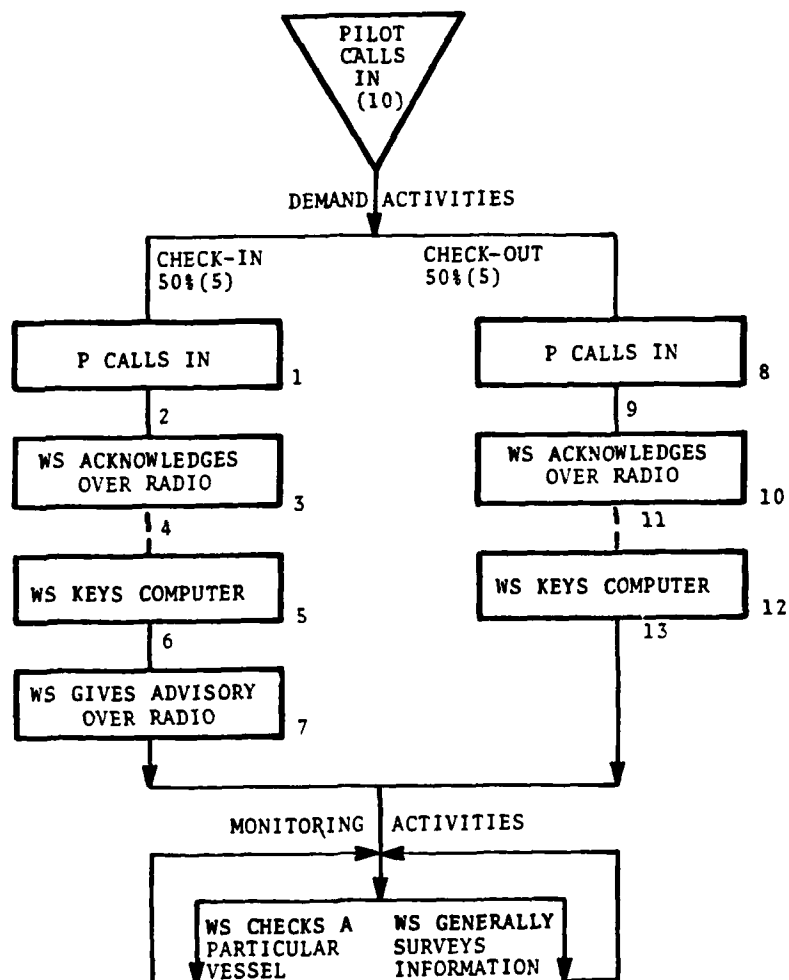 PILOT
CALLS
IN
(10)
DEMAND ACTIVITIES
CHECK-IN
50%(5)
CHECK-OUT
50%(5)
P CALLS IN
1
2
WS ACKNOWLEDGES
OVER RADIO
3
4
WS KEYS COMPUTER
5
6
WS GIVES ADVISORY
OVER RADIO
7
P CALLS IN
8
9
WS ACKNOWLEDGES
OVER RADIO
10
11
WS KEYS COMPUTER
12
13
MONITORING ACTIVITIES
WS CHECKS A
PARTICULAR
VESSEL
WS GENERALLY
SURVEYS
INFORMATION